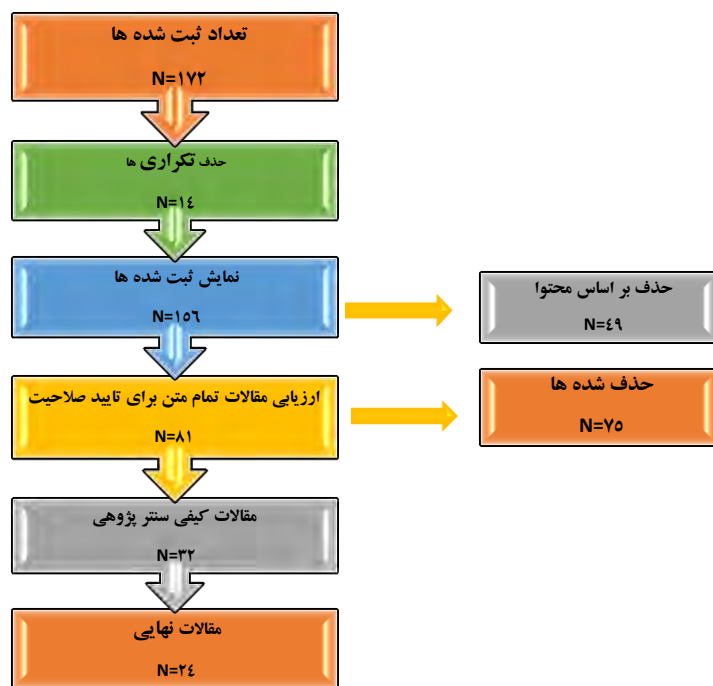 تعداد ثبت شده ها
N=۱۷۲
حذف تکراری ها
N=۱٤
نمایش ثبت شده ها
N=۱٥٦
حذف بر اساس محتوا
N=٤۹
ارزیابی مقالات تمام متن برای تایید صلاحیت
N=۸۱
حذف شده ها
N=۷٥
مقالات کیفی سنتز پژوهی
N=۳۲
مقالات نهایی
N=۲٤